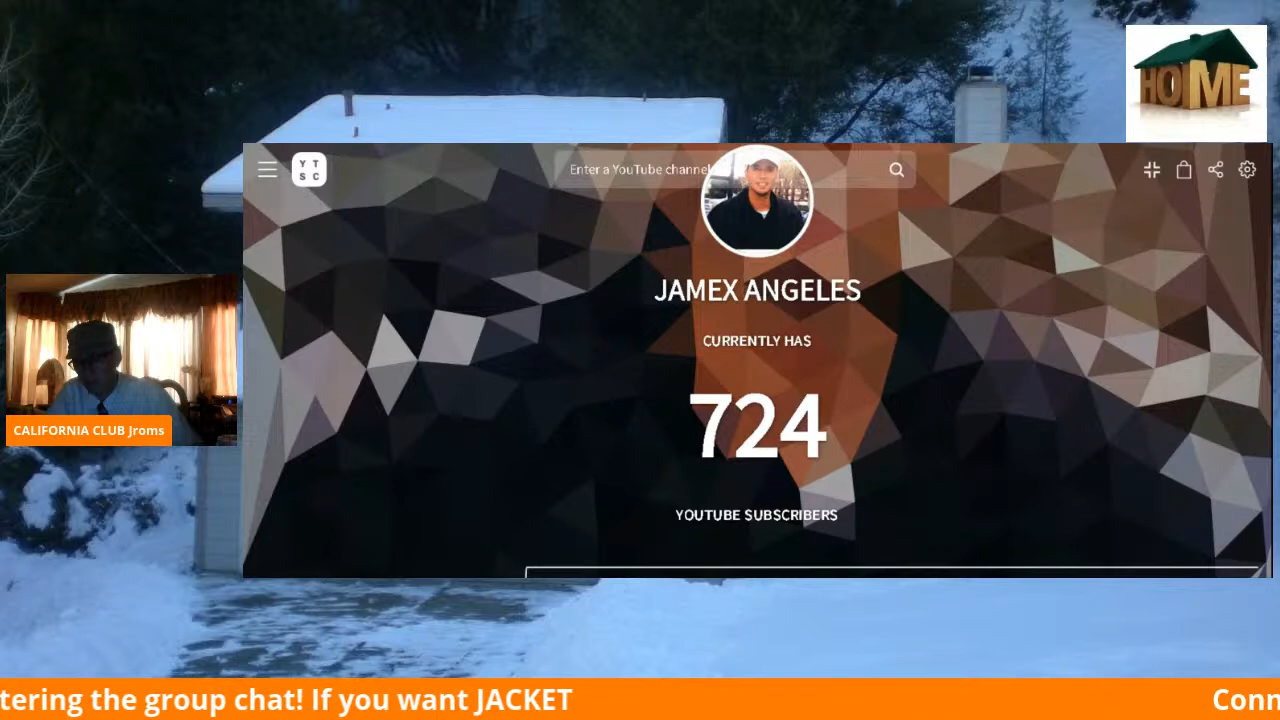 HOME
Y T
S C
Enter a YouTube channel
JAMEX ANGELES
CURRENTLY HAS
724
YOUTUBE SUBSCRIBERS
CALIFORNIA CLUB Jroms
tering the group chat! If you want JACKET
Conn